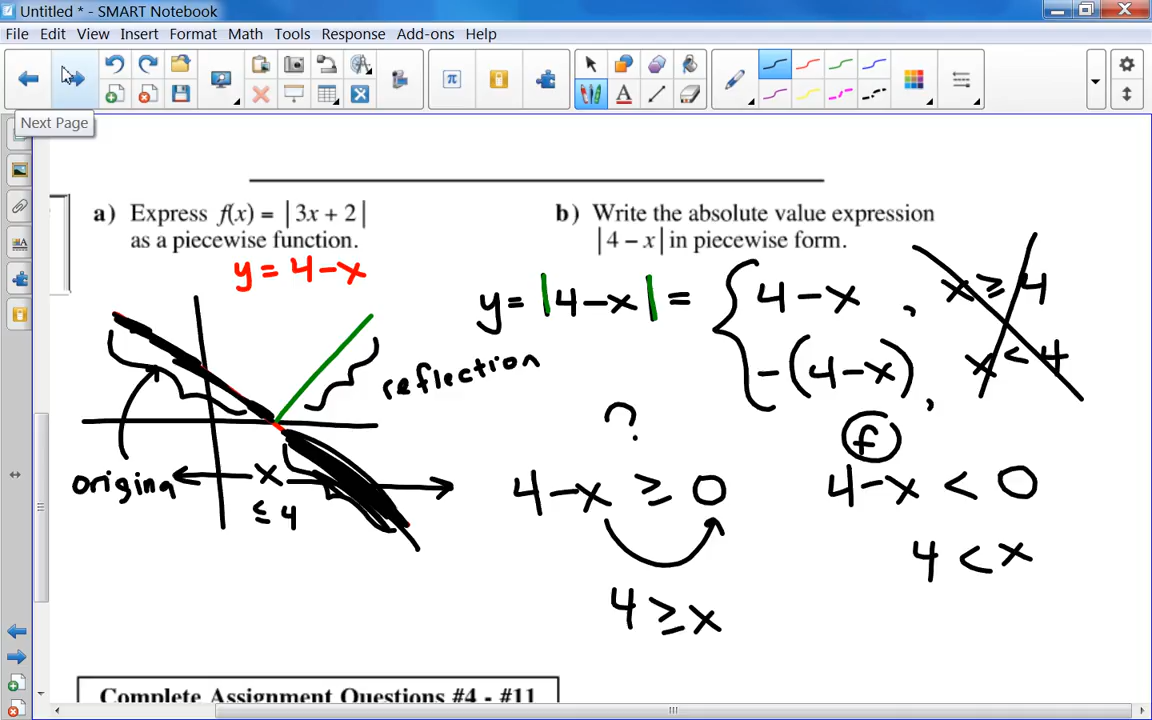 Untitled * - SMART Notebook
File Edit View Insert Format Math Tools Response Add-ons Help
Next Page
a) Express f(x) = |3x + 2|
as a piecewise function.
b) Write the absolute value expression
|4 – x| in piecewise form.
y = 4-x
y = |4-x| = { 4-x , x ≥ 4
-(4-x), x < 4
reflection
original
x
≤ 4
?
4-x ≥ 0
4 ≥ x
f
4-x < 0
4 < x
Complete Assignment Questions #4 - #11